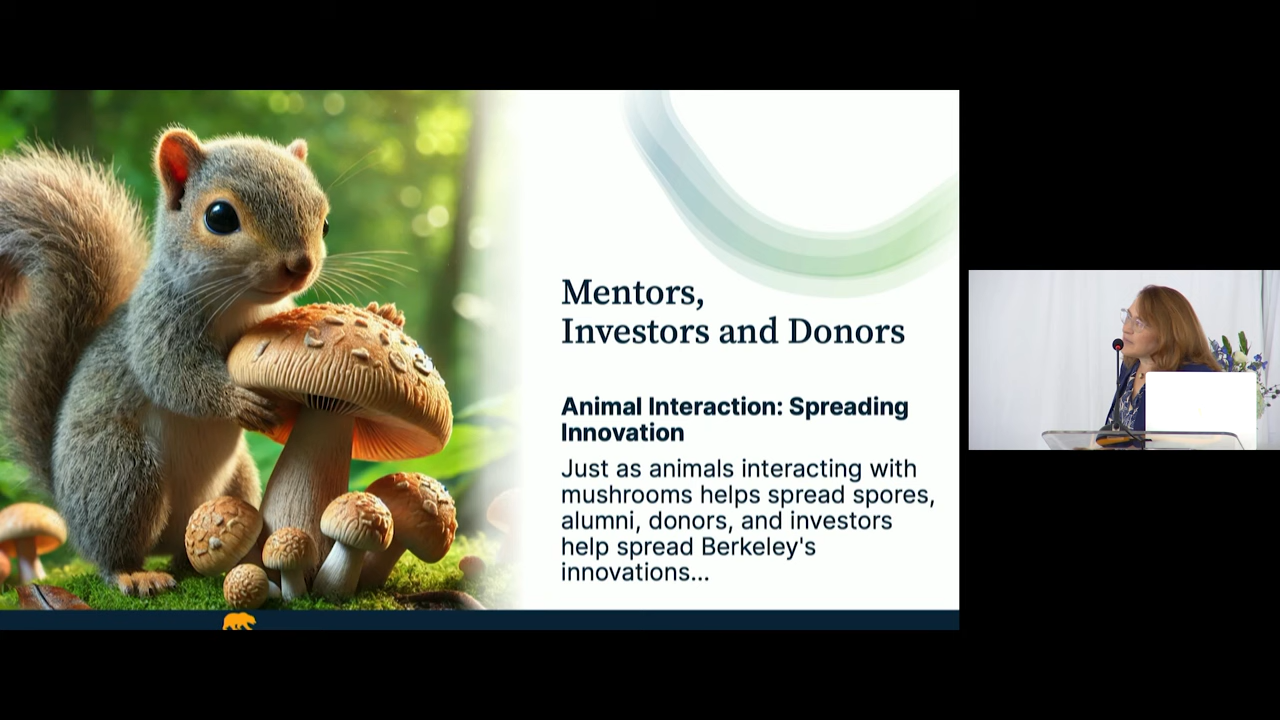 Mentors,
Investors and Donors
Animal Interaction: Spreading
Innovation
Just as animals interacting with
mushrooms helps spread spores,
alumni, donors, and investors
help spread Berkeley's
innovations...